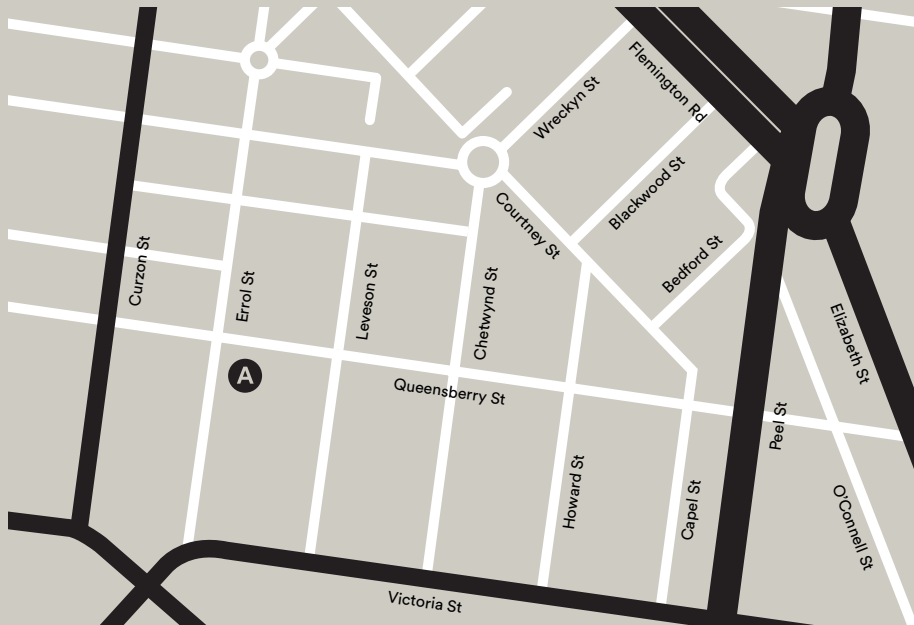 Flemington Rd
Wreckyn St
Blackwood St
Courtney St
Bedford St
Curzon St
Errol St
Leveson St
Chetwynd St
Elizabeth St
A
Queensberry St
Peel St
Howard St
Capel St
O'Connell St
Victoria St